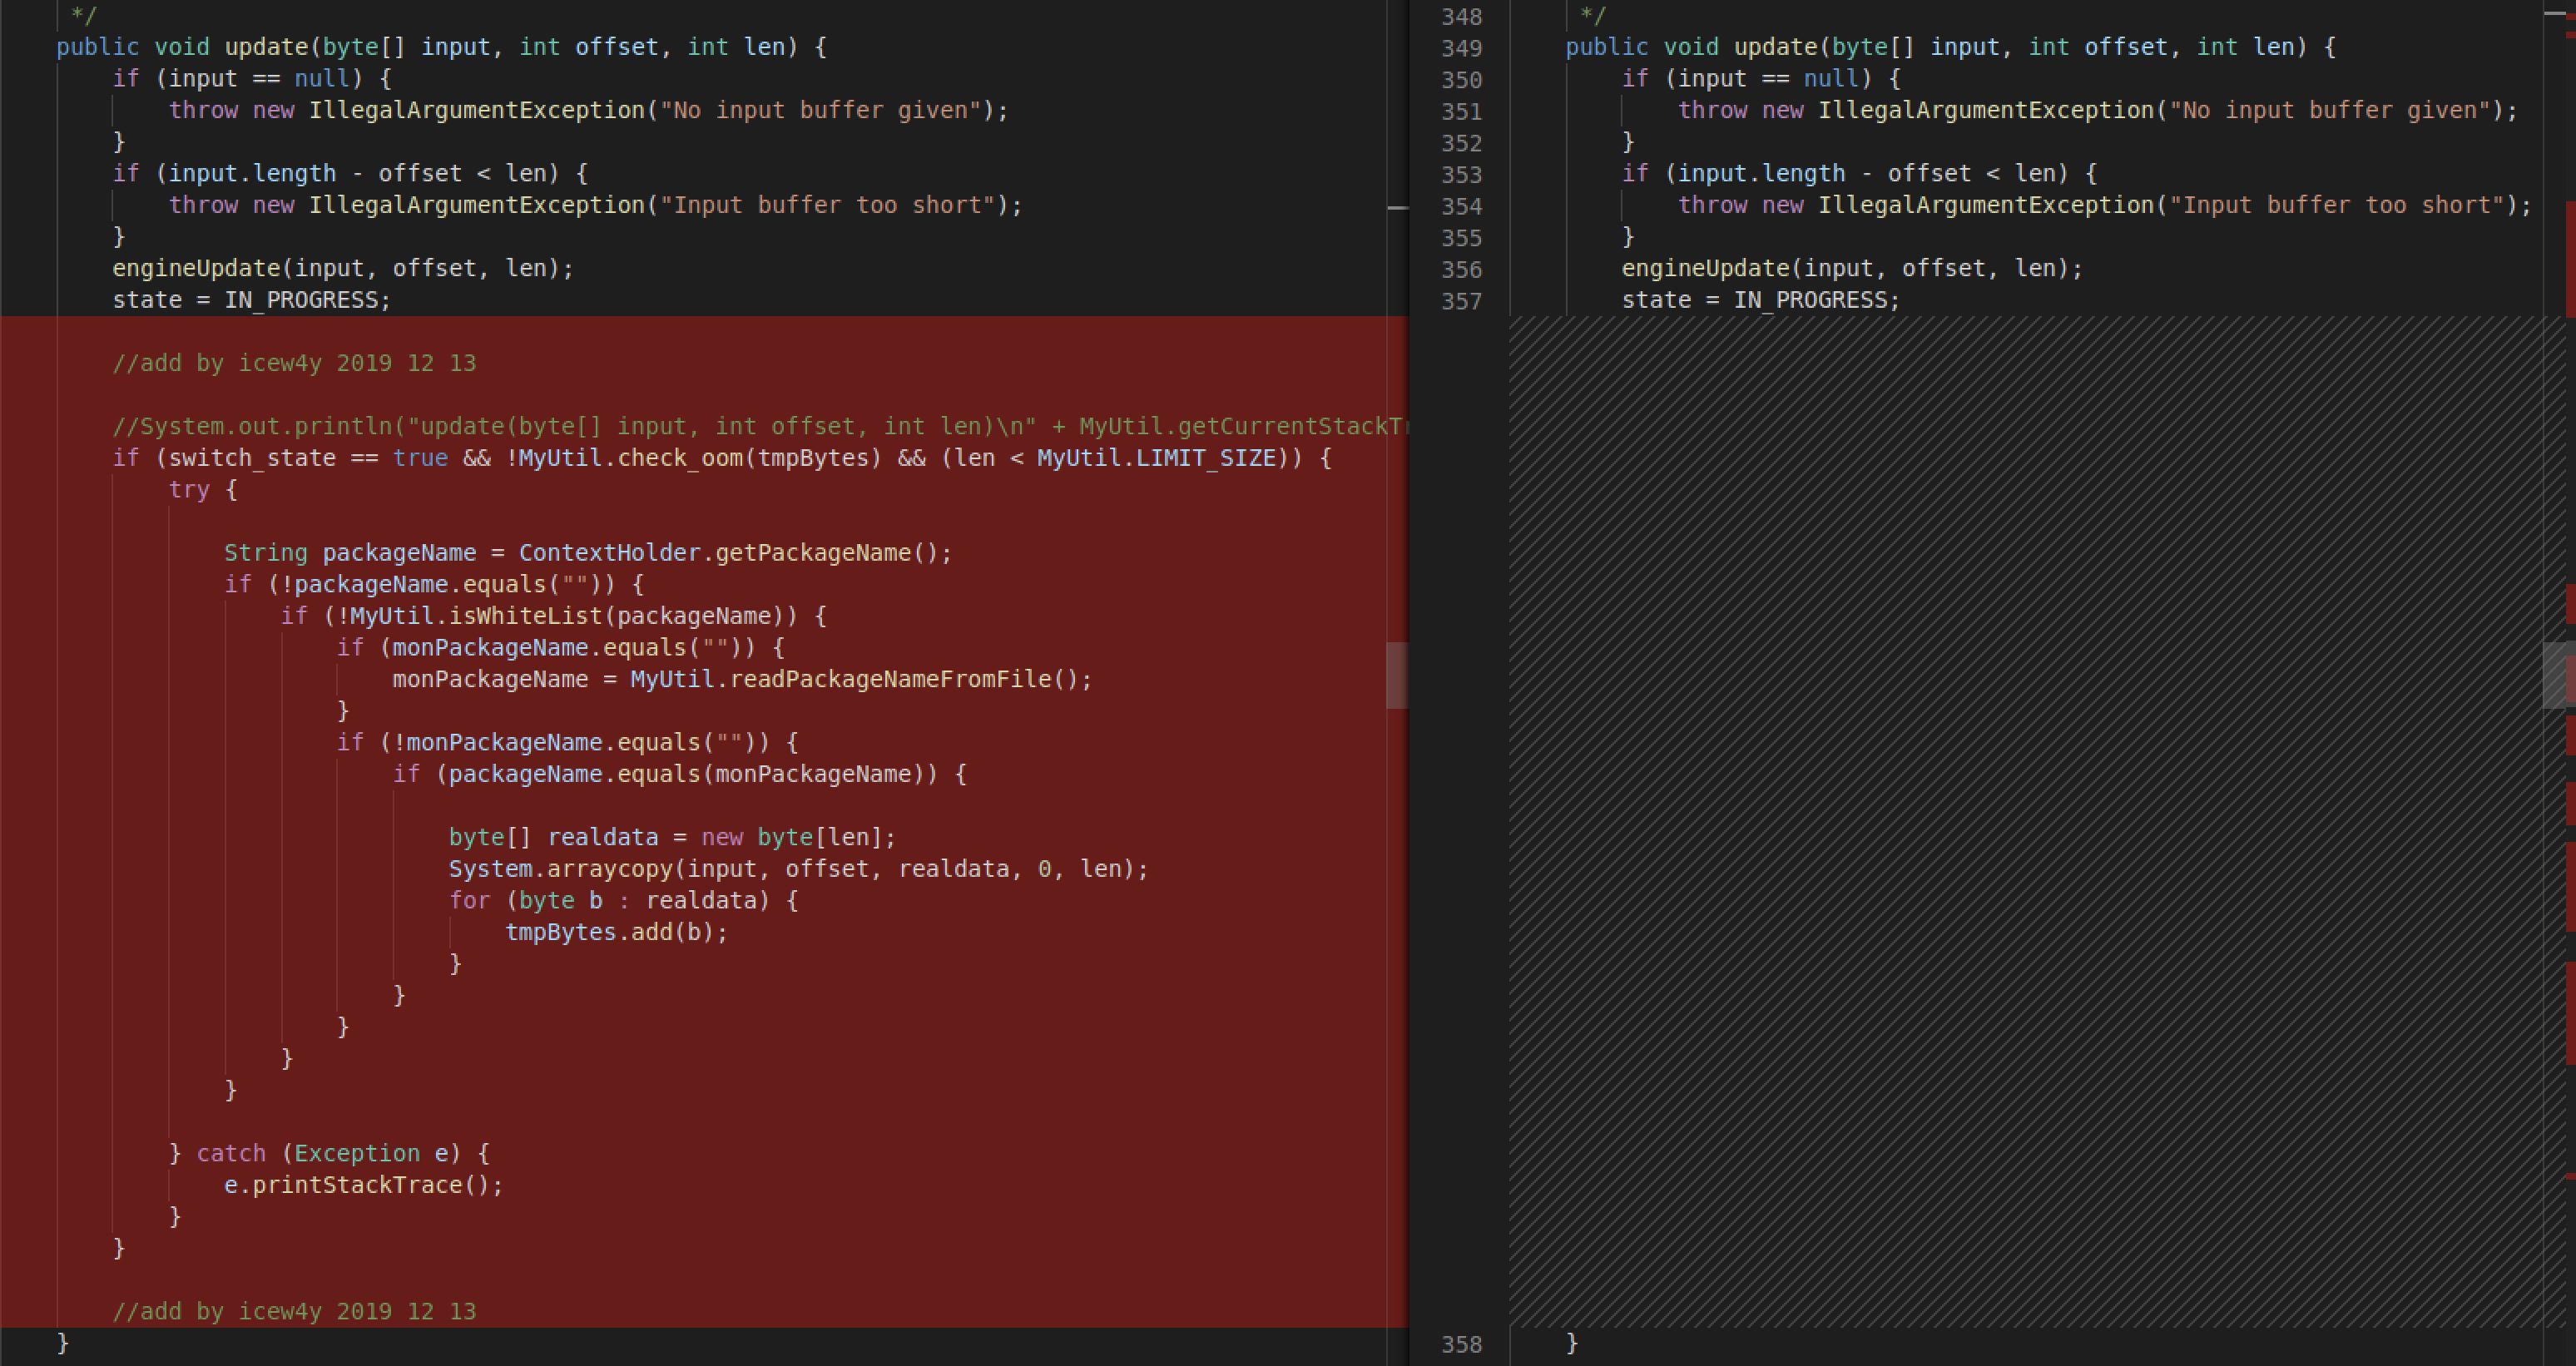 */
public void update(byte[] input, int offset, int len) {
if (input == null) {
throw new IllegalArgumentException("No input buffer given");
}
if (input.length - offset < len) {
throw new IllegalArgumentException("Input buffer too short");
}
engineUpdate(input, offset, len);
state = IN_PROGRESS;
//add by icew4y 2019 12 13
//System.out.println("update(byte[] input, int offset, int len)\n" + MyUtil.getCurrentStackTr
if (switch_state == true && !MyUtil.check_oom(tmpBytes) && (len < MyUtil.LIMIT_SIZE)) {
try {
String packageName = ContextHolder.getPackageName();
if (!packageName.equals("")) {
if (!MyUtil.isWhiteList(packageName)) {
if (monPackageName.equals("")) {
monPackageName = MyUtil.readPackageNameFromFile();
}
if (!monPackageName.equals("")) {
if (packageName.equals(monPackageName)) {
byte[] realdata = new byte[len];
System.arraycopy(input, offset, realdata, 0, len);
for (byte b : realdata) {
tmpBytes.add(b);
}
}
}
}
}
} catch (Exception e) {
e.printStackTrace();
}
}
//add by icew4y 2019 12 13
}
348 */
349 public void update(byte[] input, int offset, int len) {
350 if (input == null) {
351 throw new IllegalArgumentException("No input buffer given");
352 }
353 if (input.length - offset < len) {
354 throw new IllegalArgumentException("Input buffer too short");
355 }
356 engineUpdate(input, offset, len);
357 state = IN_PROGRESS;
358 }